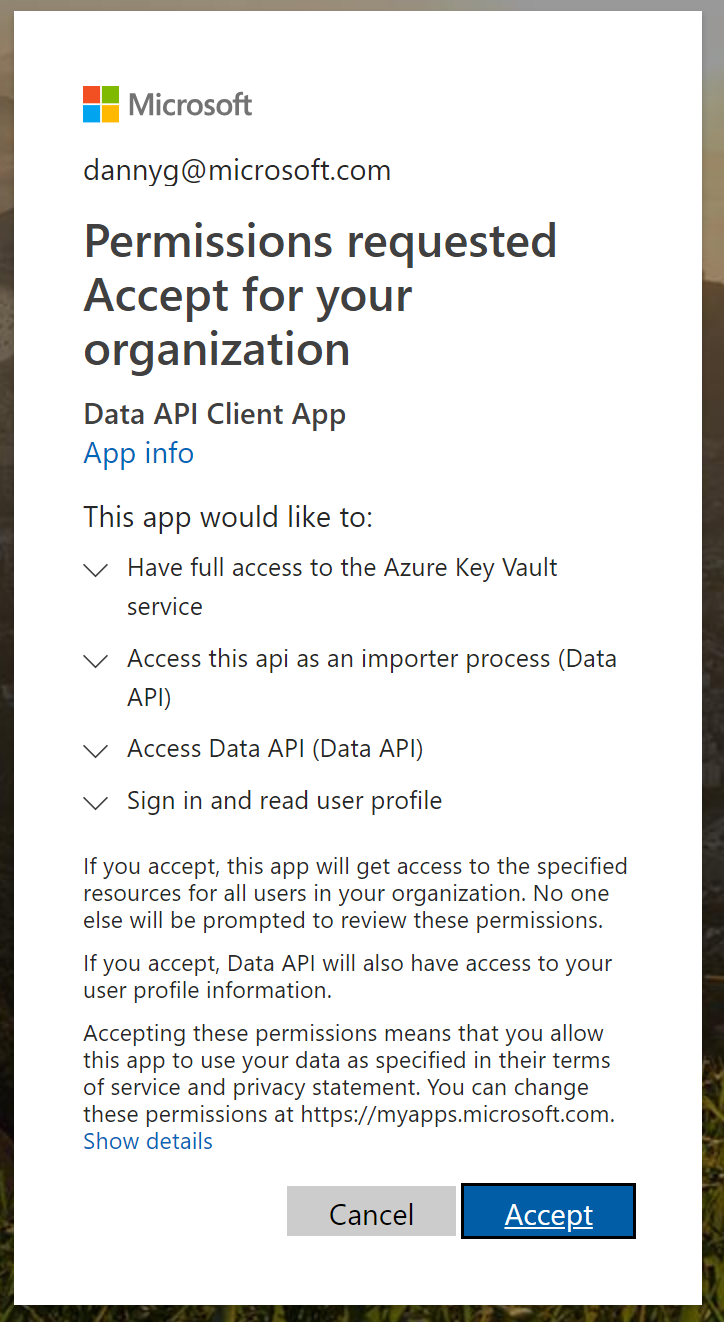 Microsoft
dannyg@microsoft.com
Permissions requested
Accept for your
organization
Data API Client App
App info
This app would like to:
Have full access to the Azure Key Vault
service
Access this api as an importer process (Data
API)
Access Data API (Data API)
Sign in and read user profile
If you accept, this app will get access to the specified
resources for all users in your organization. No one
else will be prompted to review these permissions.
If you accept, Data API will also have access to your
user profile information.
Accepting these permissions means that you allow
this app to use your data as specified in their terms
of service and privacy statement. You can change
these permissions at https://myapps.microsoft.com.
Show details
Cancel Accept